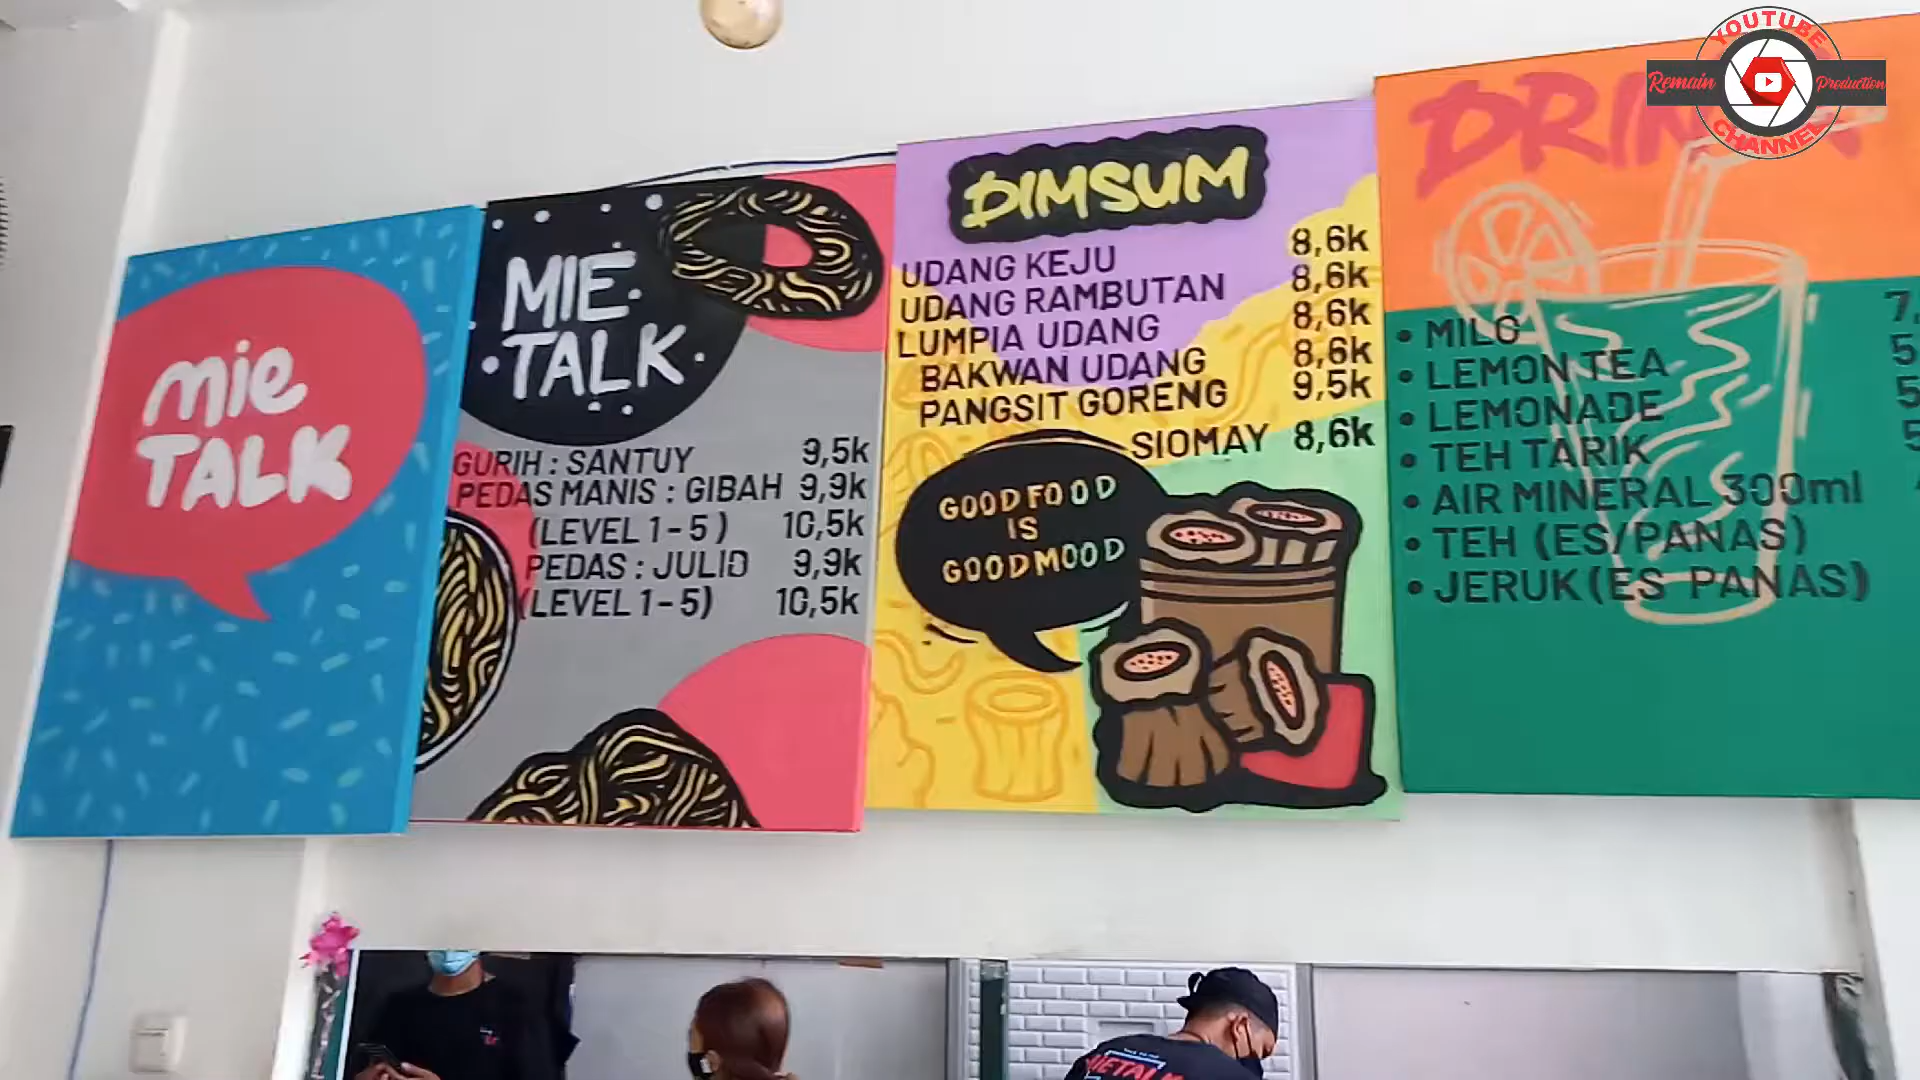 mie
TALK
MIE
TALK
GURIH : SANTUY 9,5k
PEDAS MANIS : GIBAH 9,9k
(LEVEL 1-5) 10,5k
PEDAS : JULID 9,9k
(LEVEL 1-5) 10,5k
DIMSUM
UDANG KEJU 8,6k
UDANG RAMBUTAN 8,6k
LUMPIA UDANG 8,6k
BAKWAN UDANG 8,6k
PANGSIT GORENG 9,5k
SIOMAY 8,6k
GOOD FOOD
IS
GOOD MOOD
• MILO
• LEMON TEA
• LEMONADE
• TEH TARIK
• AIR MINERAL 300ml
• TEH (ES/PANAS)
• JERUK (ES PANAS)
YOUTUBE
Remain Production
CHANNEL
METALK